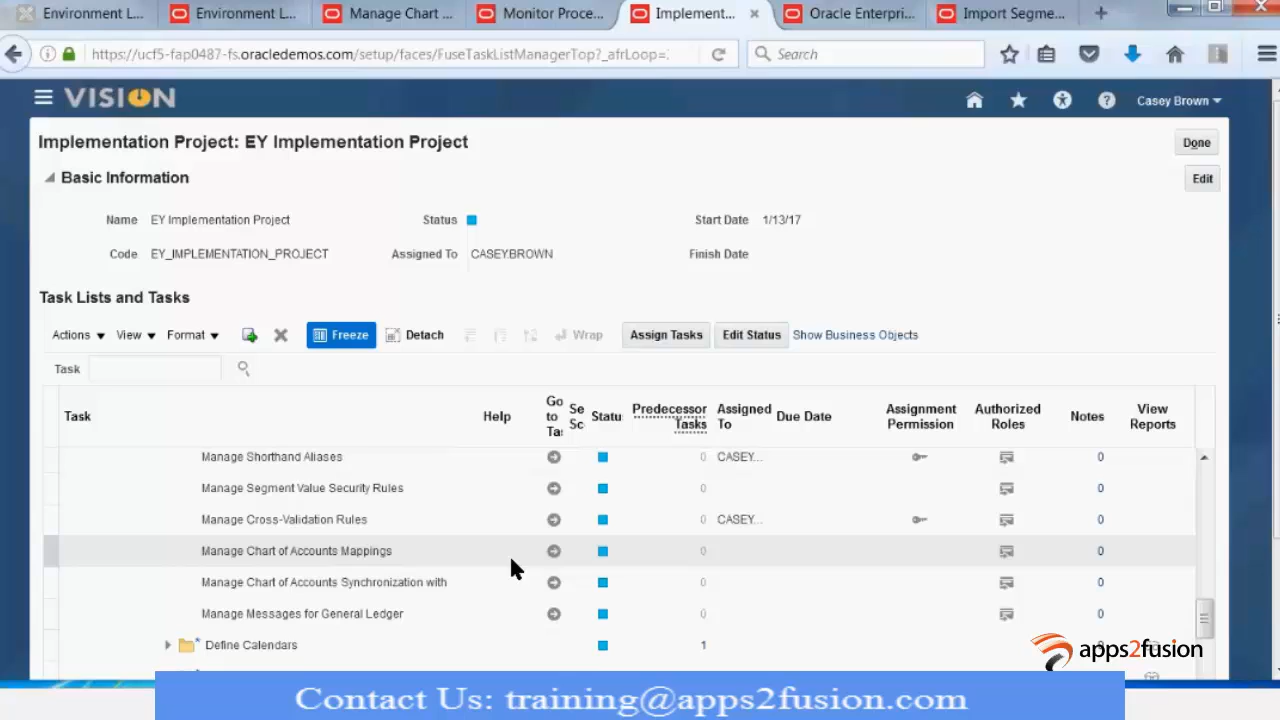 Environment L...
Environment L...
Manage Chart ...
Monitor Proce...
Implement...
Oracle Enterpri...
Import Segme...
https://ucf5-fap0487-fs.oracledemos.com/setup/faces/FuseTaskListManagerTop?_afrLoop=
Search
VISION
Casey Brown
Implementation Project: EY Implementation Project
Done
Basic Information
Edit
Name EY Implementation Project Status Start Date 1/13/17
Code EY_IMPLEMENTATION_PROJECT Assigned To CASEY.BROWN Finish Date
Task Lists and Tasks
Actions View Format Freeze Detach Wrap Assign Tasks Edit Status Show Business Objects
Task
Task Help Go to Ta Se Sc Statu Predecessor Tasks Assigned To Due Date Assignment Permission Authorized Roles Notes View Reports
Manage Shorthand Aliases 0 CASEY... 0
Manage Segment Value Security Rules 0 0
Manage Cross-Validation Rules 0 CASEY... 0
Manage Chart of Accounts Mappings 0 0
Manage Chart of Accounts Synchronization with 0 0
Manage Messages for General Ledger 0 0
Define Calendars 1
apps2fusion
Contact Us: training@apps2fusion.com